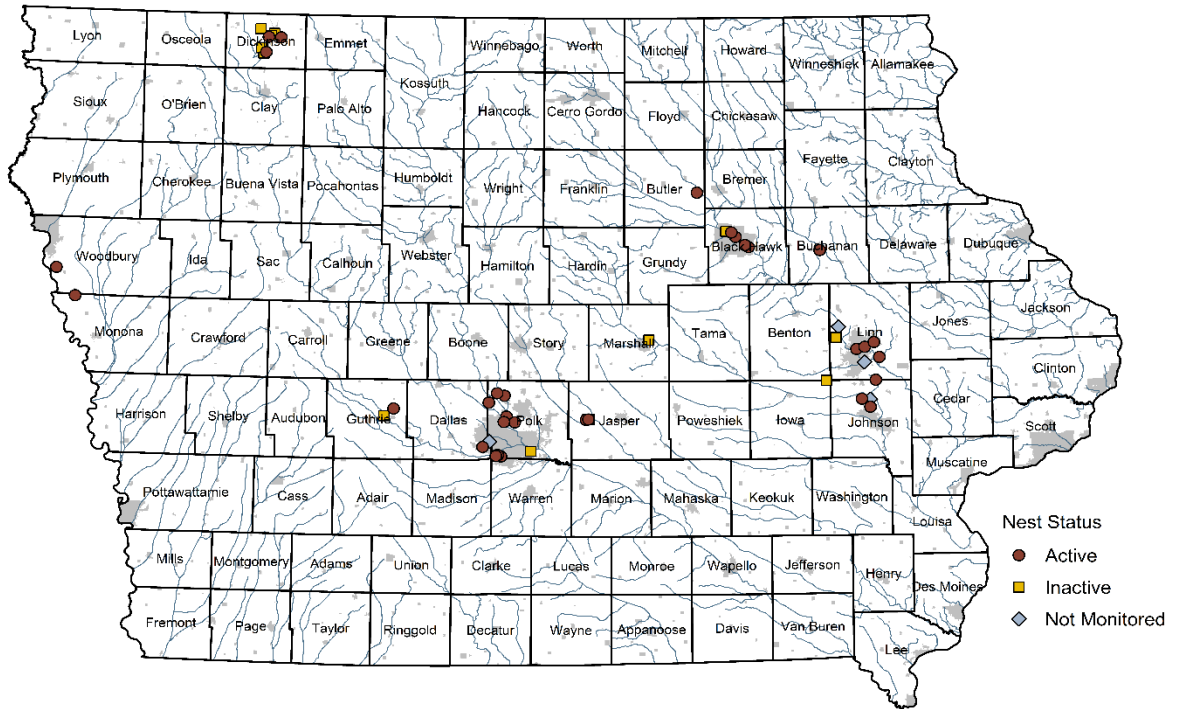 Lyon
Osceola
Dickinson
Emmet
Winnebago
Worth
Mitchell
Howard
Winneshiek
Allamakee
Kossuth
Sioux
O'Brien
Clay
Palo Alto
Hancock
Cerro Gordo
Floyd
Chickasaw
Fayette
Clayton
Plymouth
Cherokee
Buena Vista
Pocahontas
Humboldt
Wright
Franklin
Butler
Bremer
Woodbury
Ida
Sac
Calhoun
Webster
Hamilton
Hardin
Grundy
Black Hawk
Buchanan
Delaware
Dubuque
Monona
Crawford
Carroll
Greene
Boone
Story
Marshall
Tama
Benton
Linn
Jones
Jackson
Clinton
Harrison
Shelby
Audubon
Guthrie
Dallas
Polk
Jasper
Poweshiek
Iowa
Johnson
Cedar
Scott
Muscatine
Pottawattamie
Cass
Adair
Madison
Warren
Marion
Mahaska
Keokuk
Washington
Louisa
Mills
Montgomery
Adams
Union
Clarke
Lucas
Monroe
Wapello
Jefferson
Henry
Des Moines
Fremont
Page
Taylor
Ringgold
Decatur
Wayne
Appanoose
Davis
Van Buren
Lee
Nest Status
Active
Inactive
Not Monitored